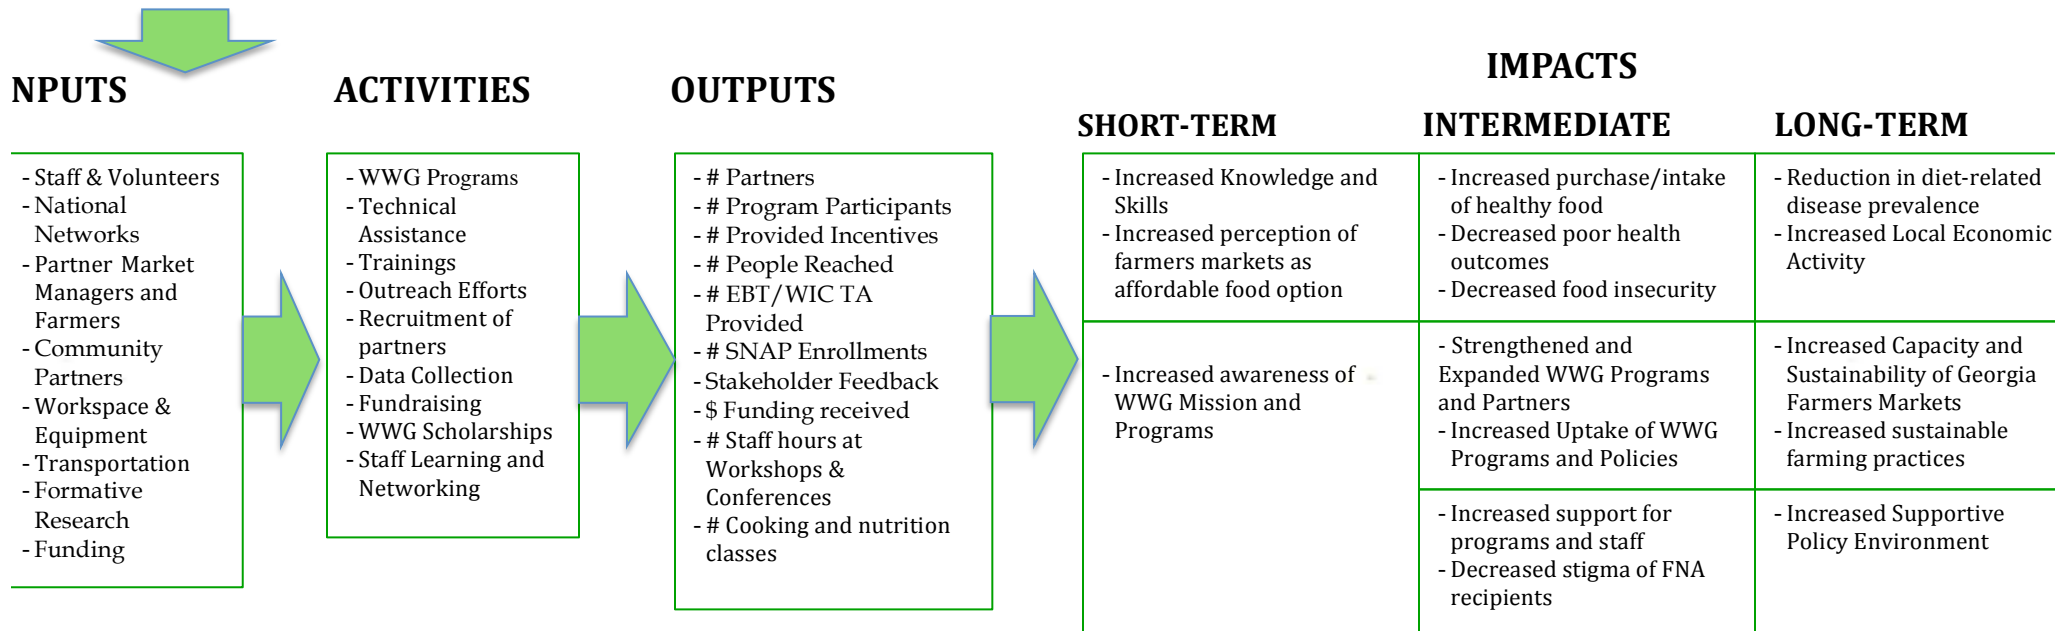 NPUTS
- Staff & Volunteers
- National
Networks
- Partner Market
Managers and
Farmers
- Community
Partners
- Workspace &
Equipment
- Transportation
- Formative
Research
- Funding
ACTIVITIES
- WWG Programs
- Technical
Assistance
- Trainings
- Outreach Efforts
- Recruitment of
partners
- Data Collection
- Fundraising
- WWG Scholarships
- Staff Learning and
Networking
OUTPUTS
- # Partners
- # Program Participants
- # Provided Incentives
- # People Reached
- # EBT/WIC TA
Provided
- # SNAP Enrollments
- Stakeholder Feedback
- $ Funding received
- # Staff hours at
Workshops &
Conferences
- # Cooking and nutrition
classes
IMPACTS
SHORT-TERM
- Increased Knowledge and
Skills
- Increased perception of
farmers markets as
affordable food option
- Increased awareness of
WWG Mission and
Programs
INTERMEDIATE
- Increased purchase/intake
of healthy food
- Decreased poor health
outcomes
- Decreased food insecurity
- Strengthened and
Expanded WWG Programs
and Partners
- Increased Uptake of WWG
Programs and Policies
- Increased support for
programs and staff
- Decreased stigma of FNA
recipients
LONG-TERM
- Reduction in diet-related
disease prevalence
- Increased Local Economic
Activity
- Increased Capacity and
Sustainability of Georgia
Farmers Markets
- Increased sustainable
farming practices
- Increased Supportive
Policy Environment